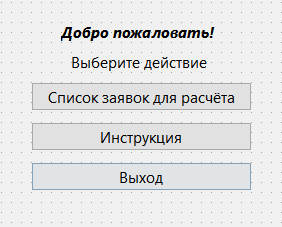 Добро пожаловать!
Выберите действие
Список заявок для расчёта
Инструкция
Выход